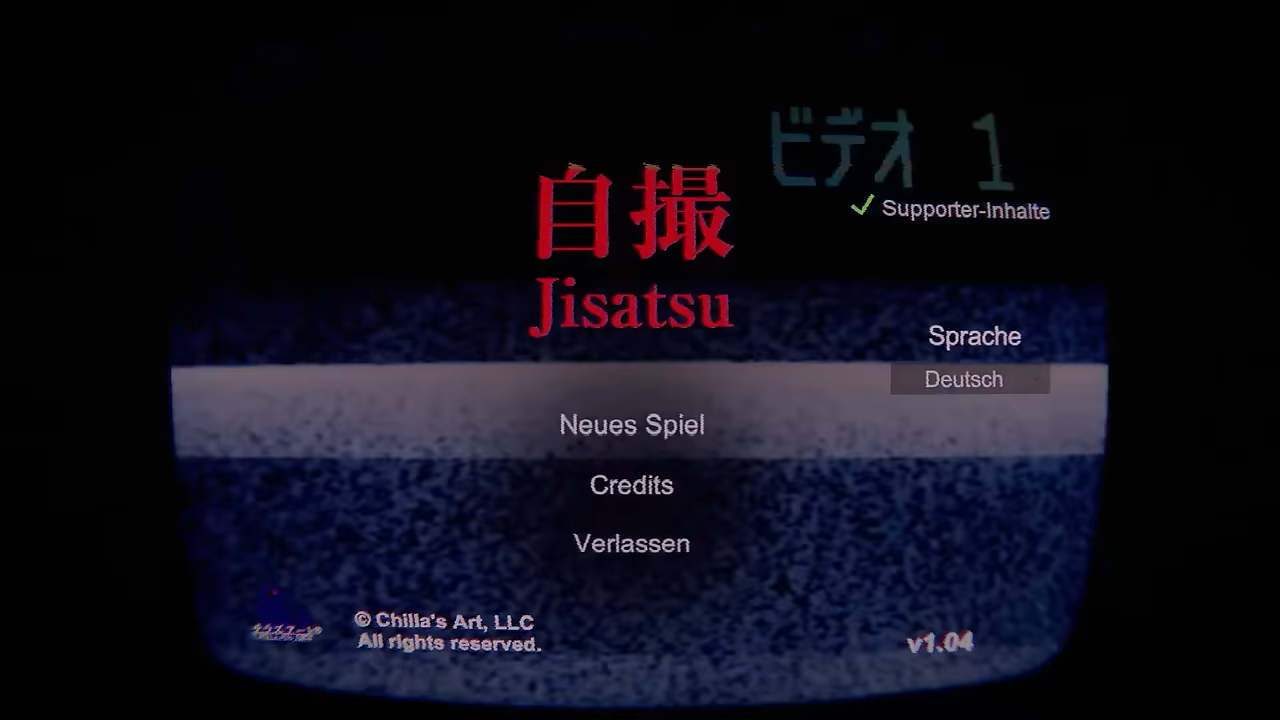 ビデオ 1
自撮
Jisatsu
Supporter-Inhalte
Sprache
Deutsch
Neues Spiel
Credits
Verlassen
© Chilla's Art, LLC
All rights reserved.
v1.04